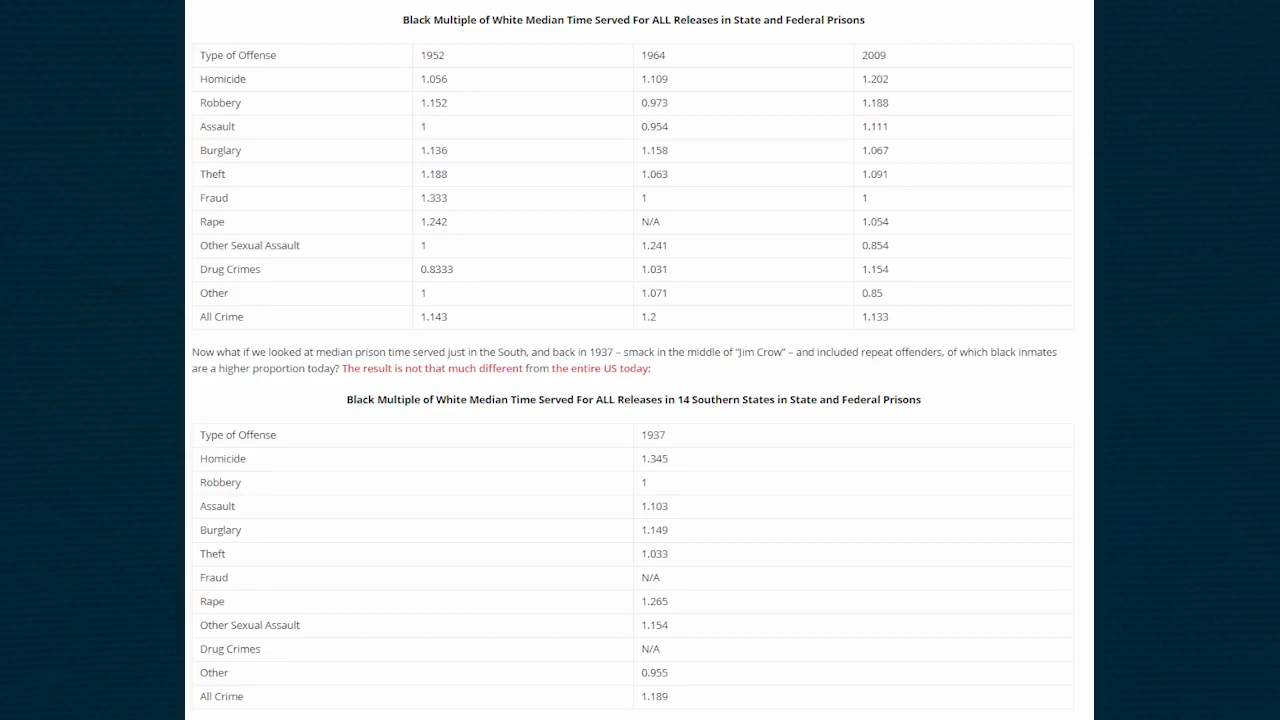 Black Multiple of White Median Time Served For ALL Releases in State and Federal Prisons
Type of Offense 1952 1964 2009
Homicide 1.056 1.109 1.202
Robbery 1.152 0.973 1.188
Assault 1 0.954 1.111
Burglary 1.136 1.158 1.067
Theft 1.188 1.063 1.091
Fraud 1.333 1 1
Rape 1.242 N/A 1.054
Other Sexual Assault 1 1.241 0.854
Drug Crimes 0.8333 1.031 1.154
Other 1 1.071 0.85
All Crime 1.143 1.2 1.133
Now what if we looked at median prison time served just in the South, and back in 1937 – smack in the middle of “Jim Crow” – and included repeat offenders, of which black inmates
are a higher proportion today? The result is not that much different from the entire US today:
Black Multiple of White Median Time Served For ALL Releases in 14 Southern States in State and Federal Prisons
Type of Offense 1937
Homicide 1.345
Robbery 1
Assault 1.103
Burglary 1.149
Theft 1.033
Fraud N/A
Rape 1.265
Other Sexual Assault 1.154
Drug Crimes N/A
Other 0.955
All Crime 1.189